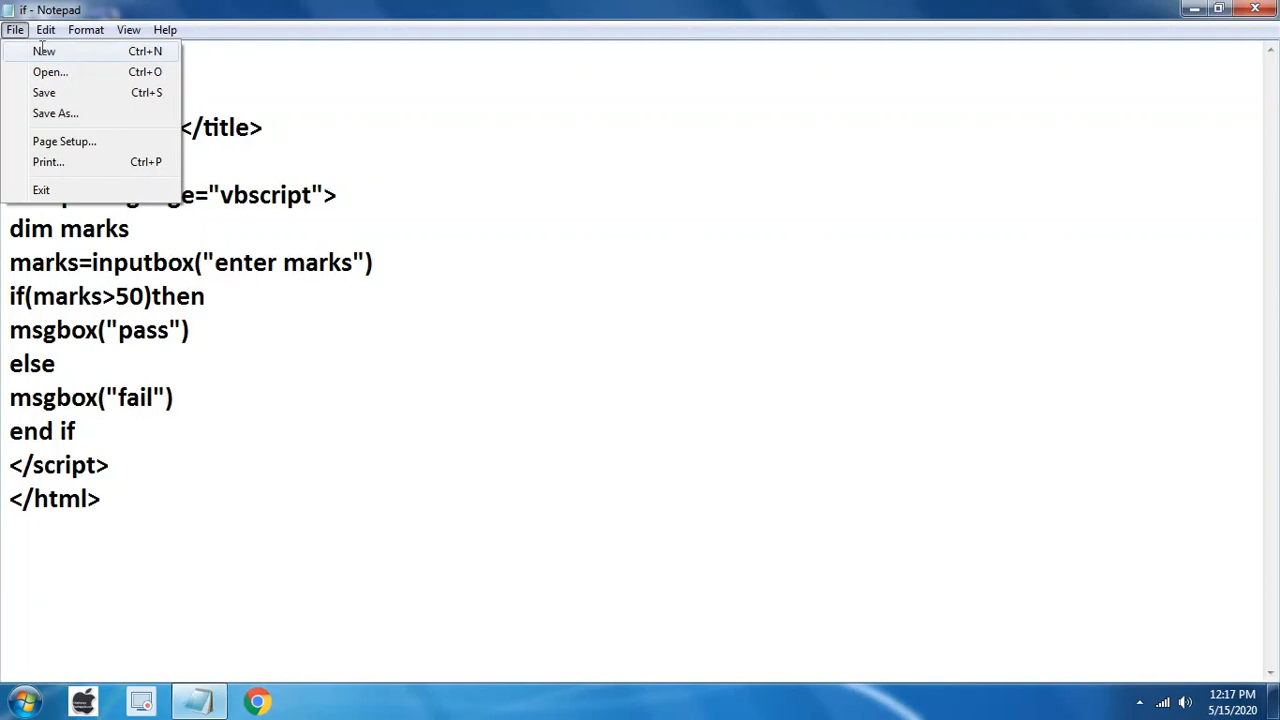 if - Notepad
File Edit Format View Help
New Ctrl+N
Open... Ctrl+O
Save Ctrl+S
Save As...
</title>
Page Setup...
Print... Ctrl+P
Exit
="vbscript">
dim marks
marks=inputbox("enter marks")
if(marks>50)then
msgbox("pass")
else
msgbox("fail")
end if
</script>
</html>
12:17 PM
5/15/2020